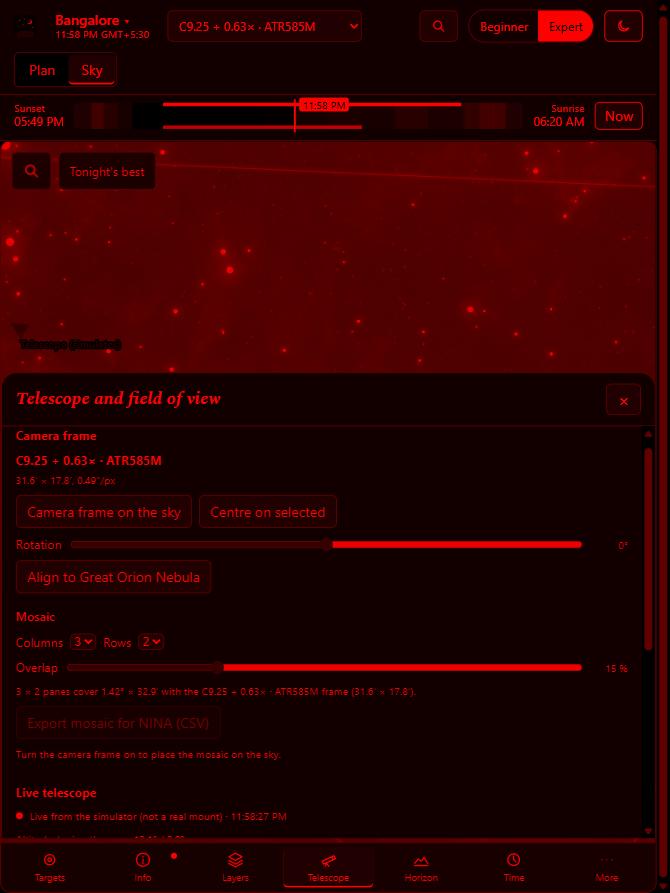 Bangalore
11:58 PM GMT+5:30
C9.25 + 0.63× · ATR585M
Beginner
Expert
Plan
Sky
Sunset
05:49 PM
11:58 PM
Sunrise
06:20 AM
Now
Tonight's best
Telescope (simulator)
Telescope and field of view
×
Camera frame
C9.25 + 0.63× · ATR585M
31.6′ × 17.8′, 0.49″/px
Camera frame on the sky
Centre on selected
Rotation
0°
Align to Great Orion Nebula
Mosaic
Columns 3 Rows 2
Overlap
15 %
3 × 2 panes cover 1.42° × 32.9′ with the C9.25 + 0.63× · ATR585M frame (31.6′ × 17.8′).
Export mosaic for NINA (CSV)
Turn the camera frame on to place the mosaic on the sky.
Live telescope
Live from the simulator (not a real mount) · 11:58:27 PM
Targets
Info
Layers
Telescope
Horizon
Time
More